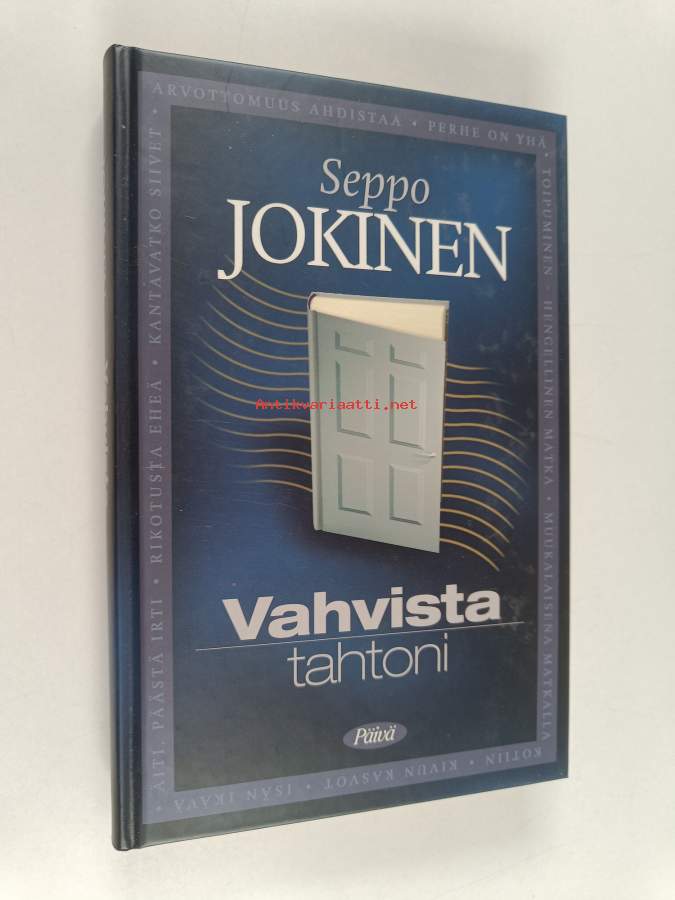 ARVOTTOMUUS AHDISTAA • PERHE ON YHÄ •
TOIPUMINEN • HENGELLINEN MATKA • MUUKALAISENA MATKALLA
KOTIIN • KIVUN KASVOT • ISÄN IKÄVÄ •
ÄITI, PÄÄSTÄ IRTI • RIKOTUSTA EHEÄ • KANTAVATKO SIIVET •
Seppo
JOKINEN
Antikvariaatti.net
Vahvista
tahtoni
Päivä